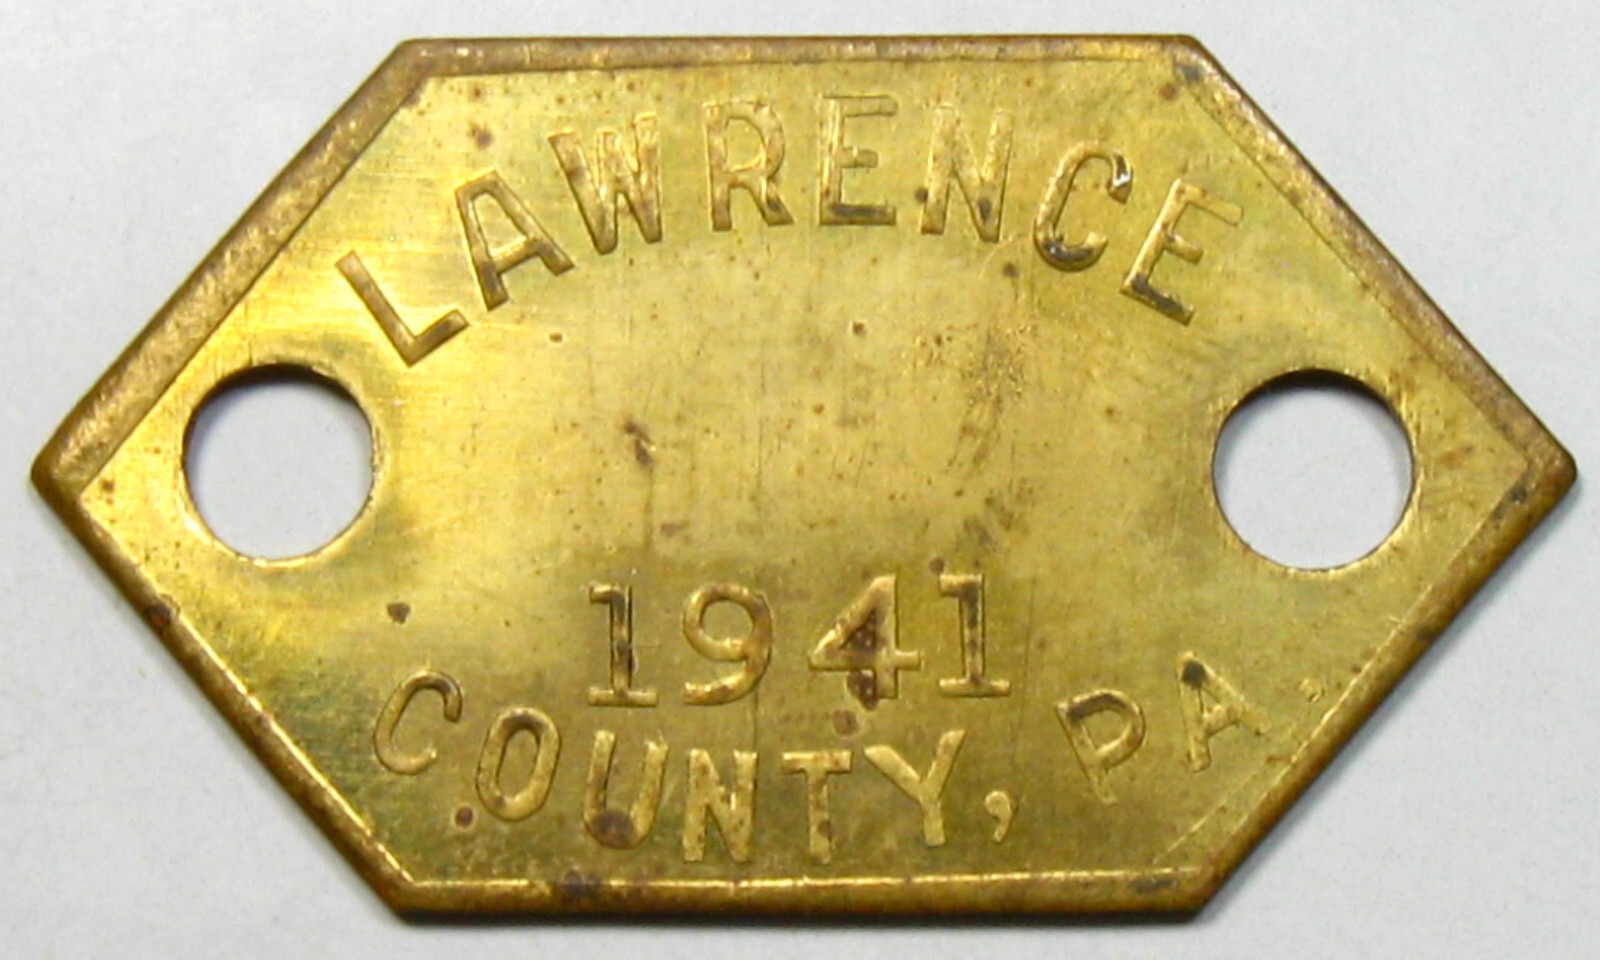 LAWRENCE
1941
COUNTY, PA.